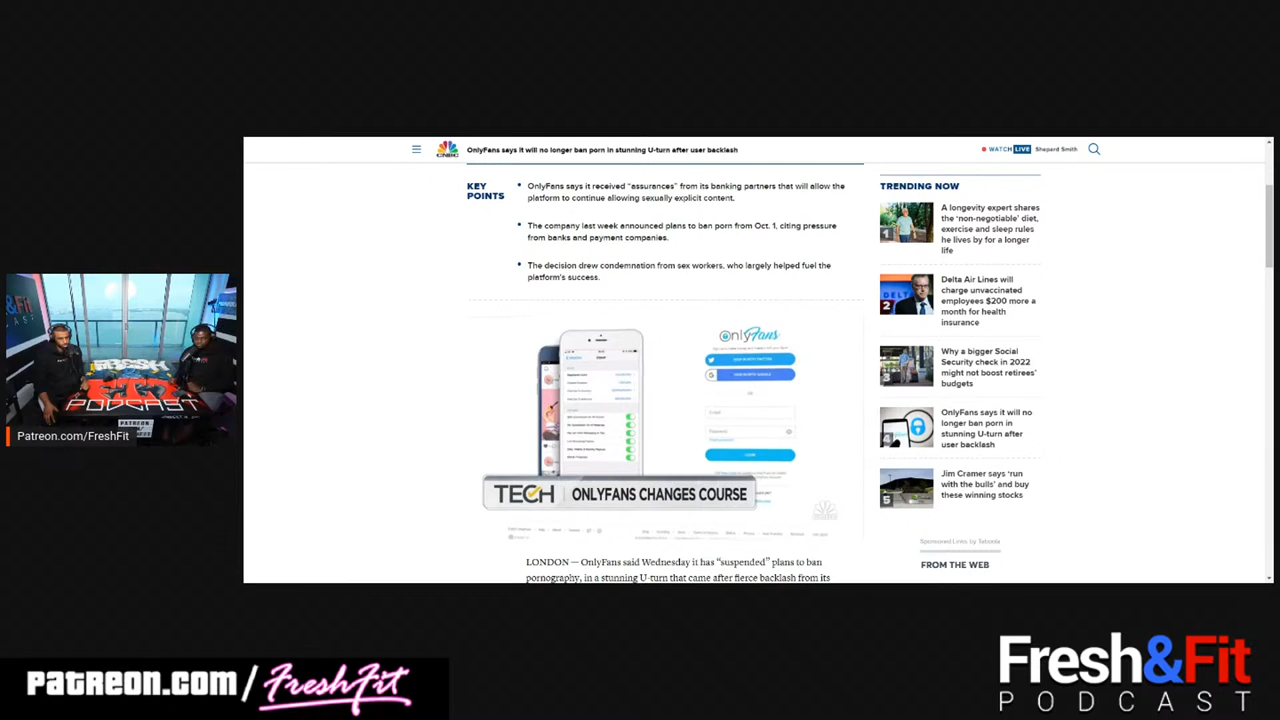 CNBC
OnlyFans says it will no longer ban porn in stunning U-turn after user backlash
WATCH LIVE Shepard Smith
KEY
POINTS
OnlyFans says it received “assurances” from its banking partners that will allow the
platform to continue allowing sexually explicit content.
The company last week announced plans to ban porn from Oct. 1, citing pressure
from banks and payment companies.
The decision drew condemnation from sex workers, who largely helped fuel the
platform's success.
TRENDING NOW
1
A longevity expert shares
the ‘non-negotiable’ diet,
exercise and sleep rules
he lives by for a longer
life
2
Delta Air Lines will
charge unvaccinated
employees $200 more a
month for health
insurance
3
Why a bigger Social
Security check in 2022
might not boost retirees’
budgets
OnlyFans says it will no
longer ban porn in
stunning U-turn after
user backlash
5
Jim Cramer says ‘run
with the bulls’ and buy
these winning stocks
Sponsored Links by Taboola
FROM THE WEB
OnlyFans
TECH
ONLYFANS CHANGES COURSE
LONDON — OnlyFans said Wednesday it has “suspended” plans to ban
pornography, in a stunning U-turn that came after fierce backlash from its
PODCAST
patreon.com/FreshFit
patreon.com/FreshFit
Fresh&Fit
PODCAST